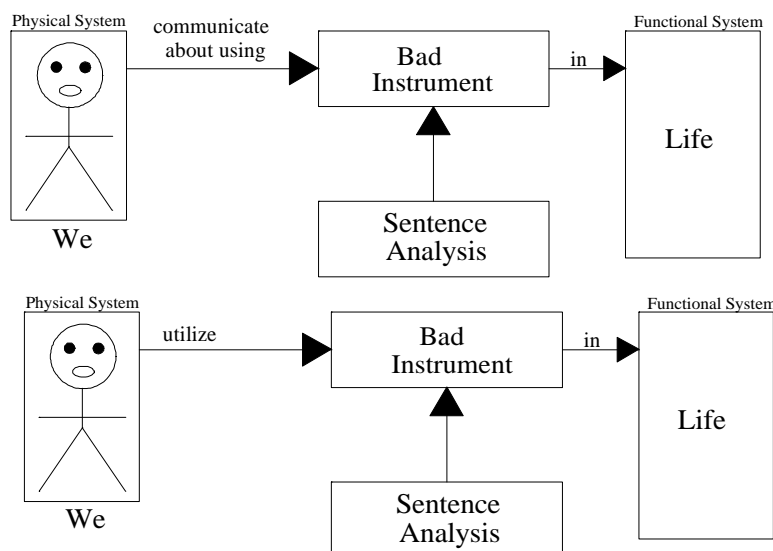 Physical System
communicate
about using
Bad
Instrument
in
Functional System
Life
We
Sentence
Analysis
Physical System
utilize
Bad
Instrument
in
Functional System
Life
We
Sentence
Analysis